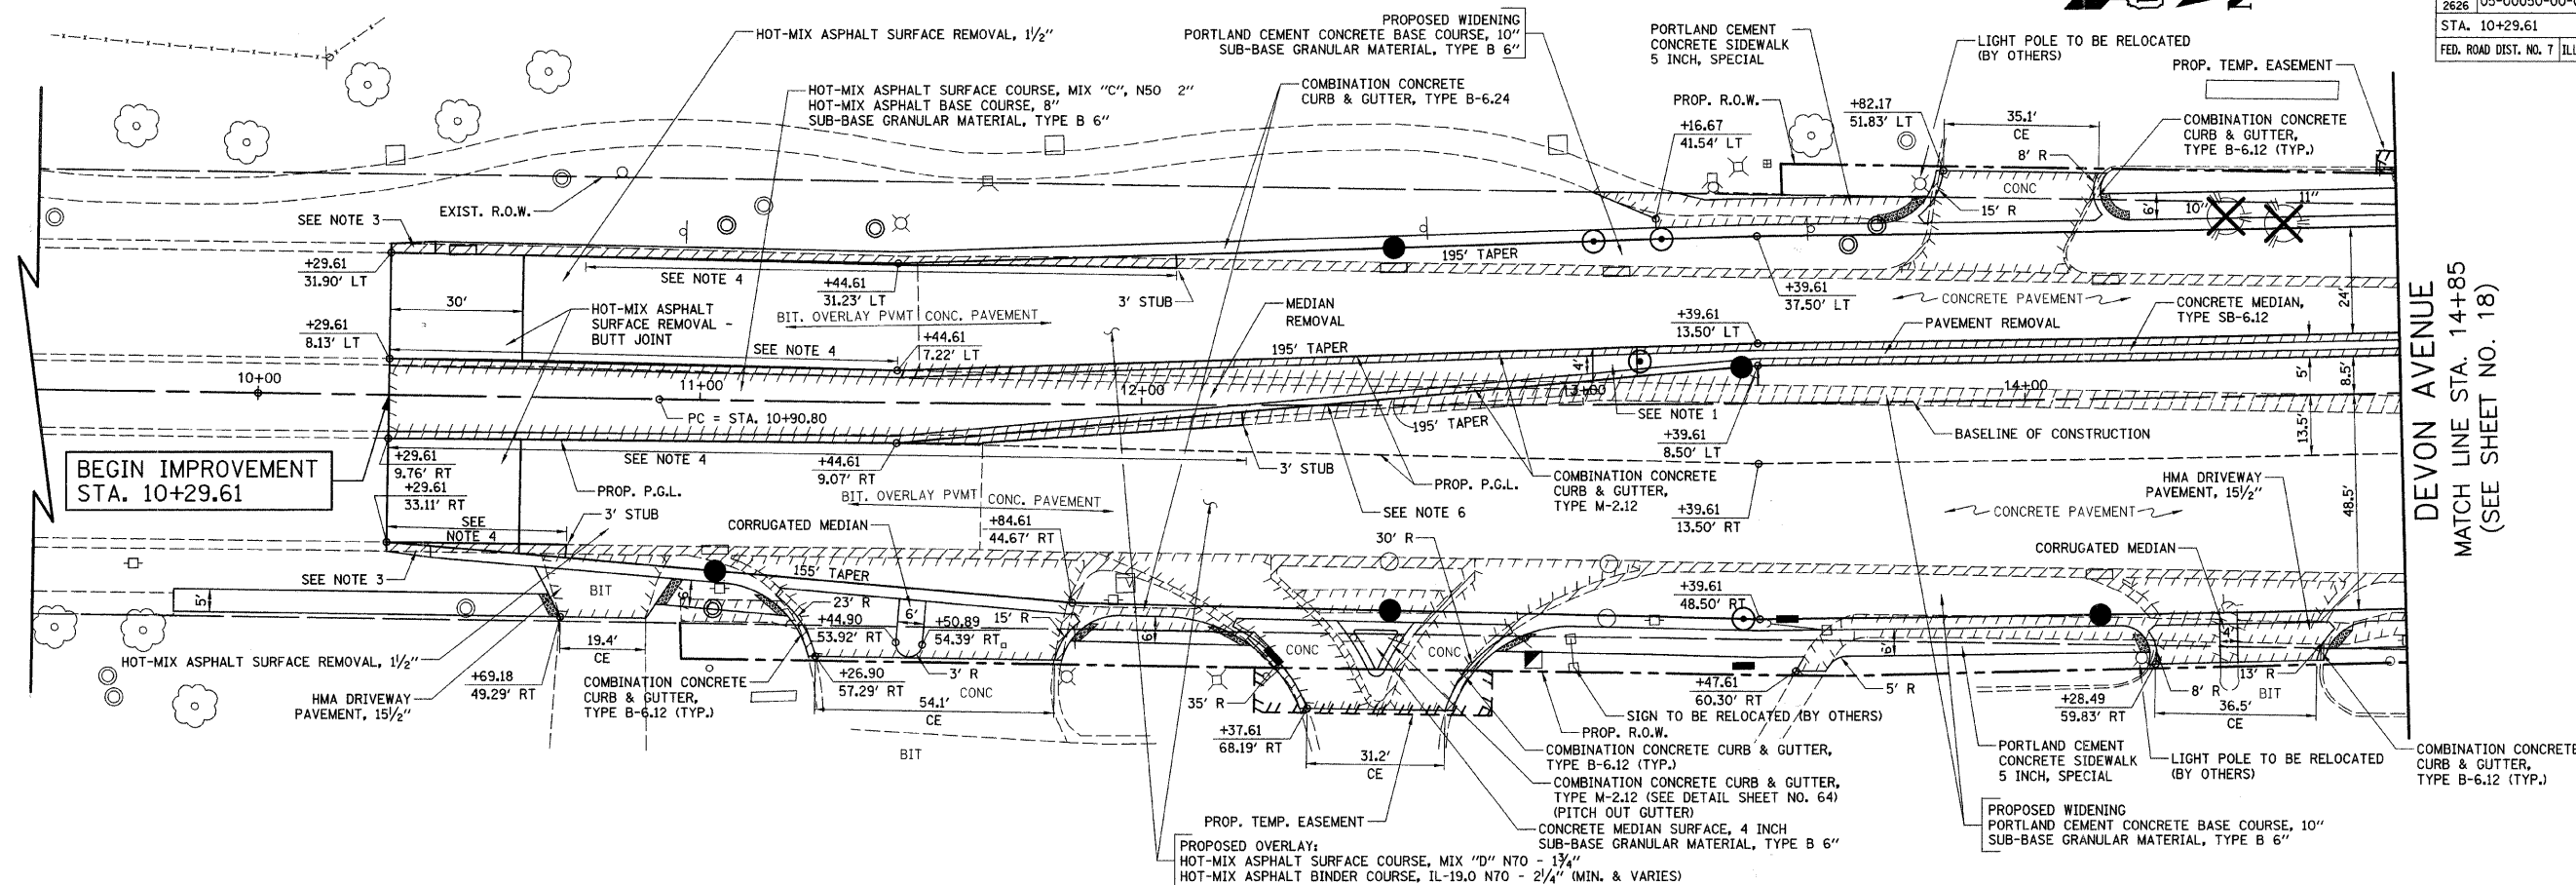 2626
STA. 10+29.61
FED. ROAD DIST. NO. 7
HOT-MIX ASPHALT SURFACE REMOVAL, 1½"
HOT-MIX ASPHALT SURFACE COURSE, MIX "C", N50 2"
HOT-MIX ASPHALT BASE COURSE, 8"
SUB-BASE GRANULAR MATERIAL, TYPE B 6"
PROPOSED WIDENING
PORTLAND CEMENT CONCRETE BASE COURSE, 10"
SUB-BASE GRANULAR MATERIAL, TYPE B 6"
COMBINATION CONCRETE
CURB & GUTTER, TYPE B-6.24
PORTLAND CEMENT
CONCRETE SIDEWALK
5 INCH, SPECIAL
PROP. R.O.W.
+16.67
41.54' LT
+82.17
51.83' LT
LIGHT POLE TO BE RELOCATED
(BY OTHERS)
PROP. TEMP. EASEMENT
35.1'
CE
8' R
COMBINATION CONCRETE
CURB & GUTTER,
TYPE B-6.12 (TYP.)
CONC
15' R
6'
10"
11"
SEE NOTE 3
EXIST. R.O.W.
+29.61
31.90' LT
SEE NOTE 4
+44.61
31.23' LT
3' STUB
195' TAPER
+39.61
37.50' LT
CONCRETE PAVEMENT
CONCRETE MEDIAN,
TYPE SB-6.12
24'
30'
HOT-MIX ASPHALT
SURFACE REMOVAL -
BUTT JOINT
BIT. OVERLAY PVMT
CONC. PAVEMENT
MEDIAN
REMOVAL
+29.61
8.13' LT
SEE NOTE 4
+44.61
7.22' LT
195' TAPER
4'
+39.61
13.50' LT
PAVEMENT REMOVAL
5'
8.5'
10+00
11+00
12+00
13+00
14+00
PC = STA. 10+90.80
SEE NOTE 1
195' TAPER
+39.61
8.50' LT
BASELINE OF CONSTRUCTION
13.5'
DEVON AVENUE
MATCH LINE STA. 14+85
(SEE SHEET NO. 18)
BEGIN IMPROVEMENT
STA. 10+29.61
+29.61
9.76' RT
+29.61
33.11' RT
SEE NOTE 4
PROP. P.G.L.
3' STUB
SEE
NOTE 4
+44.61
9.07' RT
BIT. OVERLAY PVMT
CONC. PAVEMENT
3' STUB
PROP. P.G.L.
SEE NOTE 6
COMBINATION CONCRETE
CURB & GUTTER,
TYPE M-2.12
+39.61
13.50' RT
HMA DRIVEWAY
PAVEMENT, 15½"
CONCRETE PAVEMENT
48.5'
CORRUGATED MEDIAN
+84.61
44.67' RT
30' R
CORRUGATED MEDIAN
SEE NOTE 3
155' TAPER
5'
BIT
6'
23' R
+44.90
53.92' RT
6'
+50.89
54.39' RT
15' R
6'
CONC
CONC
+39.61
48.50' RT
6'
HOT-MIX ASPHALT SURFACE REMOVAL, 1½"
19.4'
CE
HMA DRIVEWAY
PAVEMENT, 15½"
+69.18
49.29' RT
COMBINATION CONCRETE
CURB & GUTTER,
TYPE B-6.12 (TYP.)
+26.90
57.29' RT
3' R
CONC
54.1'
CE
BIT
35' R
+37.61
68.19' RT
31.2'
CE
SIGN TO BE RELOCATED (BY OTHERS)
PROP. R.O.W.
COMBINATION CONCRETE CURB & GUTTER,
TYPE B-6.12 (TYP.)
COMBINATION CONCRETE CURB & GUTTER,
TYPE M-2.12 (SEE DETAIL SHEET NO. 64)
(PITCH OUT GUTTER)
CONCRETE MEDIAN SURFACE, 4 INCH
SUB-BASE GRANULAR MATERIAL, TYPE B 6"
+47.61
60.30' RT
5' R
PORTLAND CEMENT
CONCRETE SIDEWALK
5 INCH, SPECIAL
+28.49
59.83' RT
8' R
13' R
BIT
36.5'
CE
LIGHT POLE TO BE RELOCATED
(BY OTHERS)
COMBINATION CONCRETE
CURB & GUTTER,
TYPE B-6.12 (TYP.)
PROPOSED WIDENING
PORTLAND CEMENT CONCRETE BASE COURSE, 10"
SUB-BASE GRANULAR MATERIAL, TYPE B 6"
PROP. TEMP. EASEMENT
PROPOSED OVERLAY:
HOT-MIX ASPHALT SURFACE COURSE, MIX "D" N70 - 1¾"
HOT-MIX ASPHALT BINDER COURSE, IL-19.0 N70 - 2¼" (MIN. & VARIES)